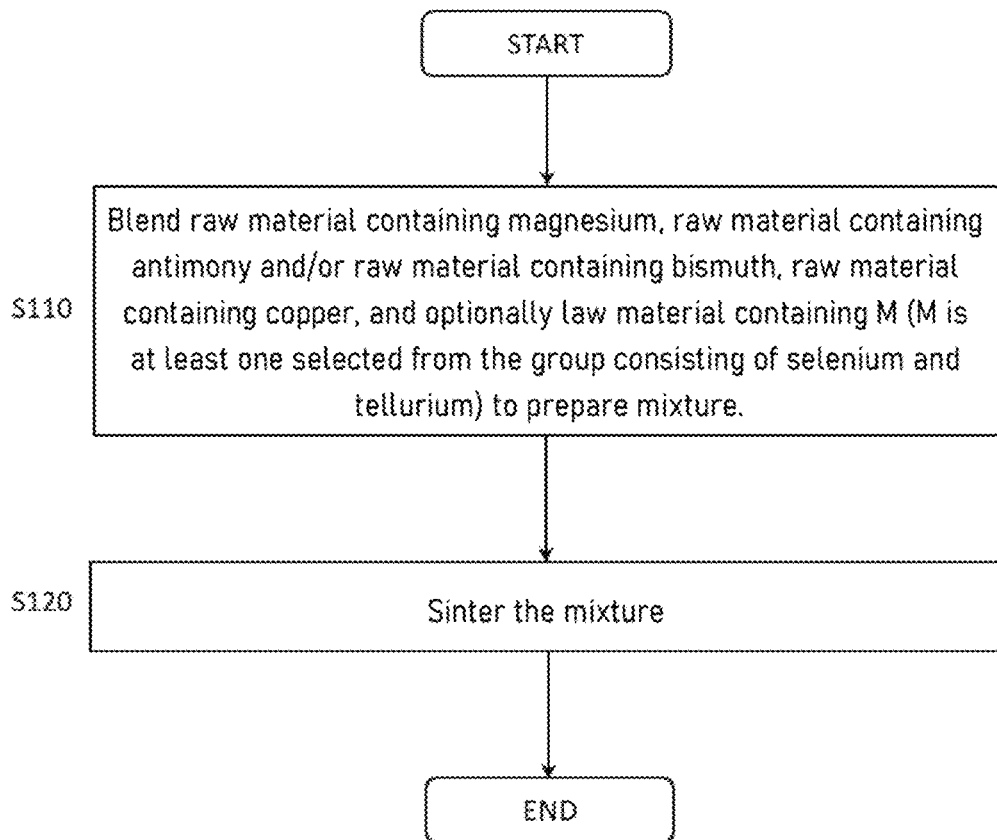 START
Blend raw material containing magnesium, raw material containing
antimony and/or raw material containing bismuth, raw material
S110
containing copper, and optionally law material containing M (M is
at least one selected from the group consisting of selenium and
tellurium) to prepare mixture.
S120
Sinter the mixture
END